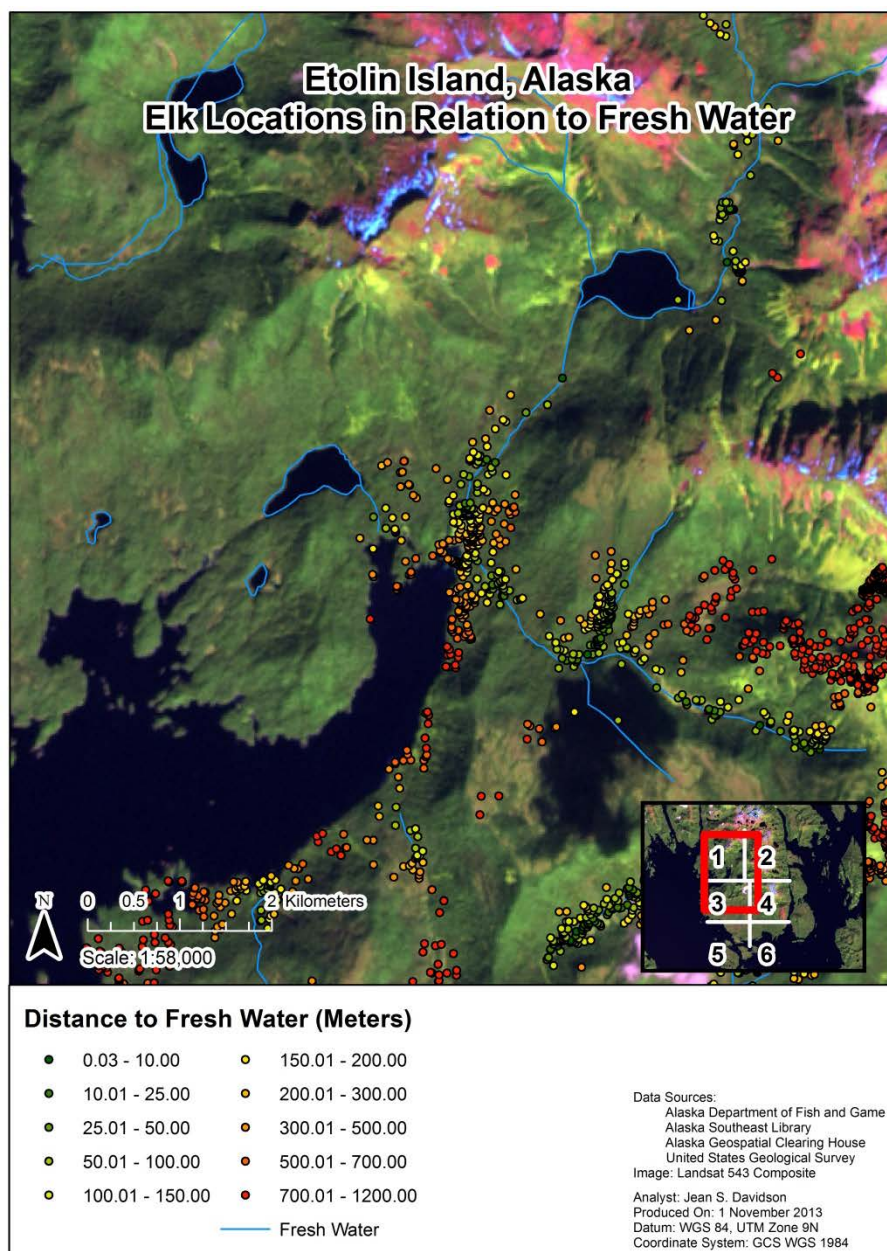 Etolin Island, Alaska
Elk Locations in Relation to Fresh Water
N
0 0.5 1 2 Kilometers
Scale: 1:58,000
1 2
3 4
5 6
Distance to Fresh Water (Meters)
0.03 - 10.00
10.01 - 25.00
25.01 - 50.00
50.01 - 100.00
100.01 - 150.00
150.01 - 200.00
200.01 - 300.00
300.01 - 500.00
500.01 - 700.00
700.01 - 1200.00
Fresh Water
Data Sources:
Alaska Department of Fish and Game
Alaska Southeast Library
Alaska Geospatial Clearing House
United States Geological Survey
Image: Landsat 543 Composite
Analyst: Jean S. Davidson
Produced On: 1 November 2013
Datum: WGS 84, UTM Zone 9N
Coordinate System: GCS WGS 1984